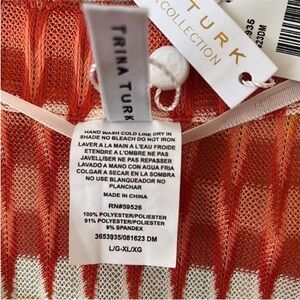 TRINA TURK
TURK
COLLECTION
HAND WASH COLD LINE DRY IN
SHADE NO BLEACH DO NOT IRON
LAVER A LA MAIN A L'EAU FROIDE
ETENDRE A L'OMBRE NE PAS
JAVELLISER NE PAS REPASSER
LAVADO A MANO CON AGUA FRIA
COLGAR A SECAR EN LA SOMBRA
NO USE BLANQUEADOR NO
PLANCHAR
MADE IN CHINA
RN#59526
100% POLYESTER/POLIESTER
91% POLYESTER/POLIESTER
9% SPANDEX
3653935/081623 DM
L/G-XL/XG